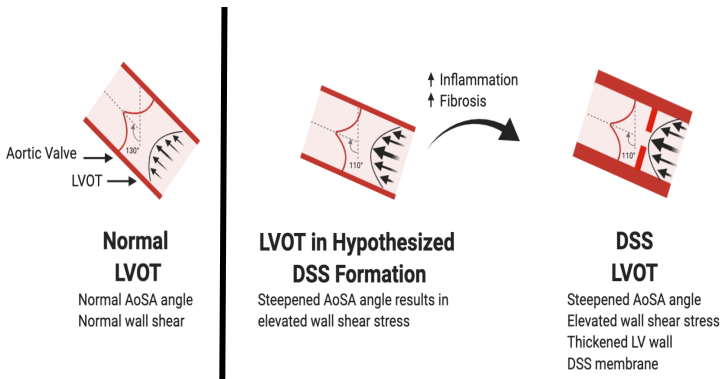 Aortic Valve
LVOT
130°
Normal
LVOT
Normal AoSA angle
Normal wall shear
110°
LVOT in Hypothesized
DSS Formation
Steepened AoSA angle results in
elevated wall shear stress
Inflammation
Fibrosis
110°
DSS
LVOT
Steepened AoSA angle
Elevated wall shear stress
Thickened LV wall
DSS membrane